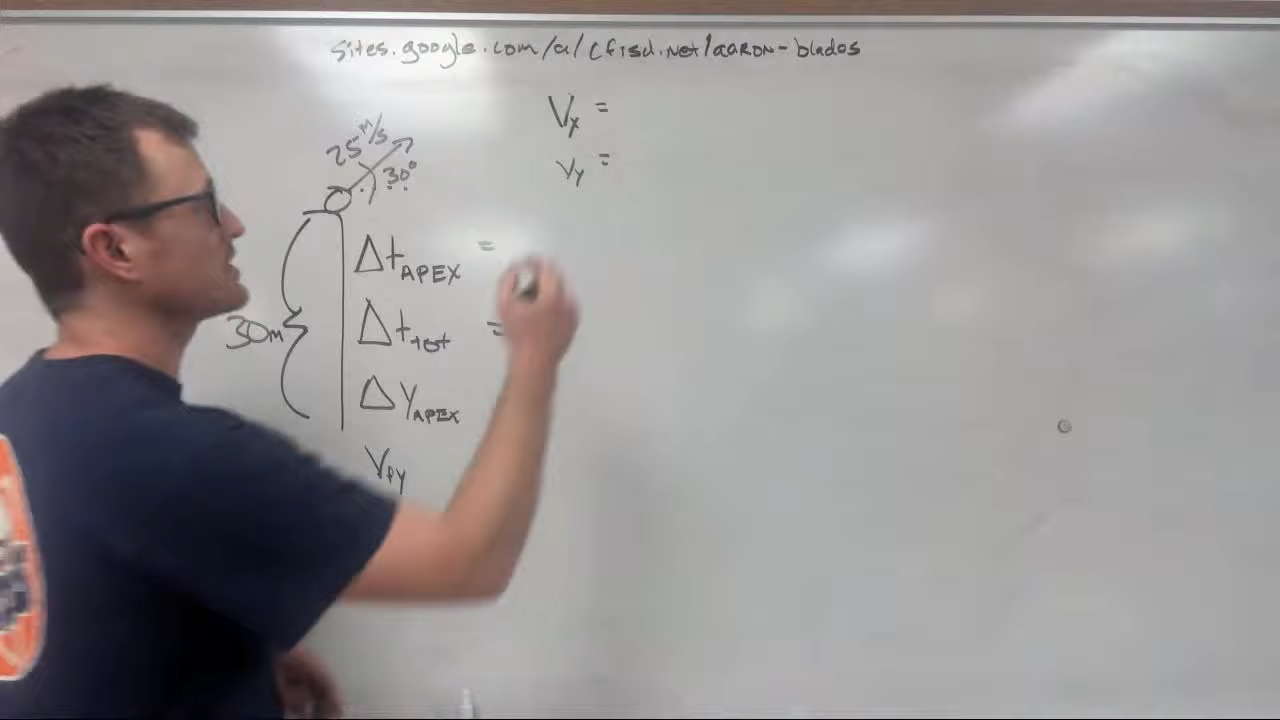 sites.google.com/a/cfisd.net/aaron-blados
25 m/s
30°
Vx =
Vy =
Δt APEX =
Δt tot =
30m
Δy APEX
Vfy